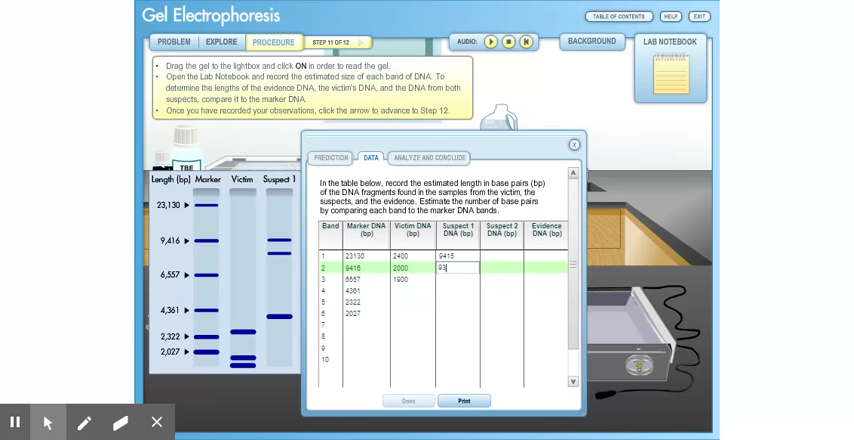 Gel Electrophoresis
TABLE OF CONTENTS
HELP
EXIT
PROBLEM
EXPLORE
PROCEDURE
STEP 11 OF 12
AUDIO:
BACKGROUND
LAB NOTEBOOK
• Drag the gel to the lightbox and click ON in order to read the gel.
• Open the Lab Notebook and record the estimated size of each band of DNA. To
determine the lengths of the evidence DNA, the victim's DNA, and the DNA from both
suspects, compare it to the marker DNA.
• Once you have recorded your observations, click the arrow to advance to Step 12.
TBE
Length (bp) Marker Victim Suspect 1
23,130
9,416
6,557
4,361
2,322
2,027
x
PREDICTION
DATA
ANALYZE AND CONCLUDE
In the table below, record the estimated length in base pairs (bp)
of the DNA fragments found in the samples from the victim, the
suspects, and the evidence. Estimate the number of base pairs
by comparing each band to the marker DNA bands.
Band Marker DNA (bp) Victim DNA (bp) Suspect 1 DNA (bp) Suspect 2 DNA (bp) Evidence DNA (bp)
1 23130 2400 9415
2 9416 2000 93
3 6557 1900
4 4361
5 2322
6 2027
7
8
9
10
Done
Print